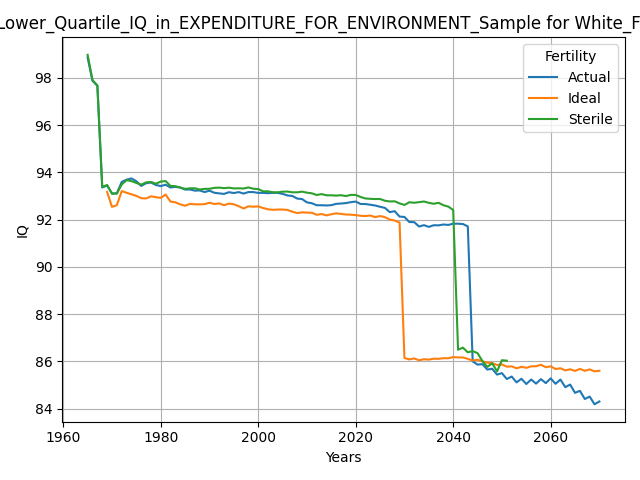 Lower_Quartile_IQ_in_EXPENDITURE_FOR_ENVIRONMENT_Sample for White_F
Fertility
Actual
Ideal
Sterile
IQ
98
96
94
92
90
88
86
84
1960 1980 2000 2020 2040 2060
Years